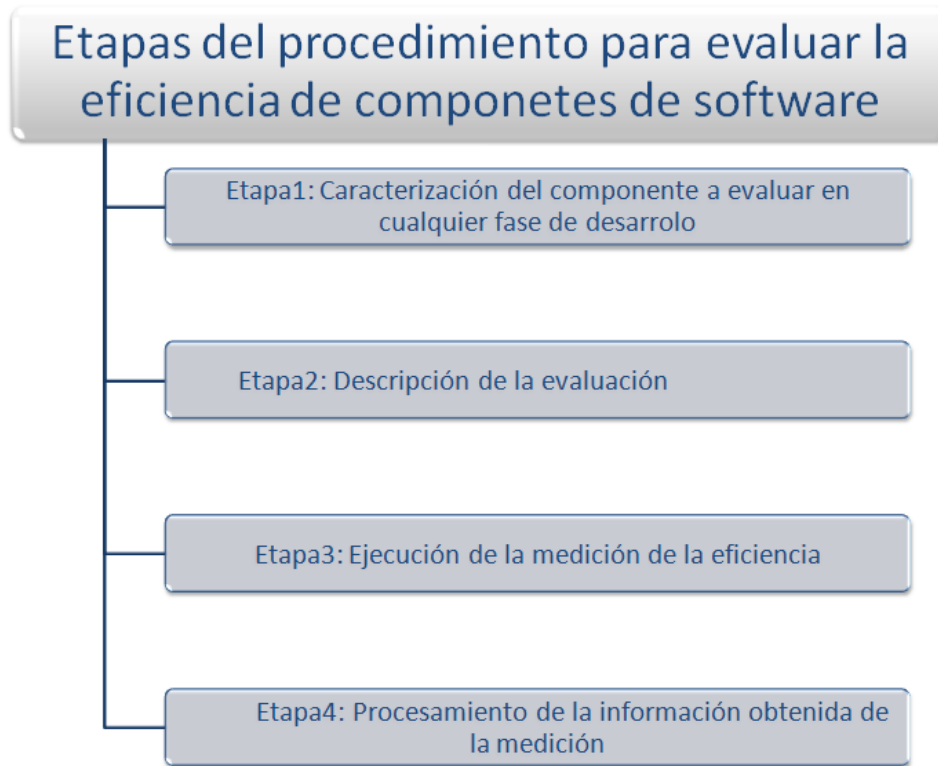 Etapas del procedimiento para evaluar la
eficiencia de componetes de software
Etapa1: Caracterización del componente a evaluar en
cualquier fase de desarrolo
Etapa2: Descripción de la evaluación
Etapa3: Ejecución de la medición de la eficiencia
Etapa4: Procesamiento de la información obtenida de
la medición